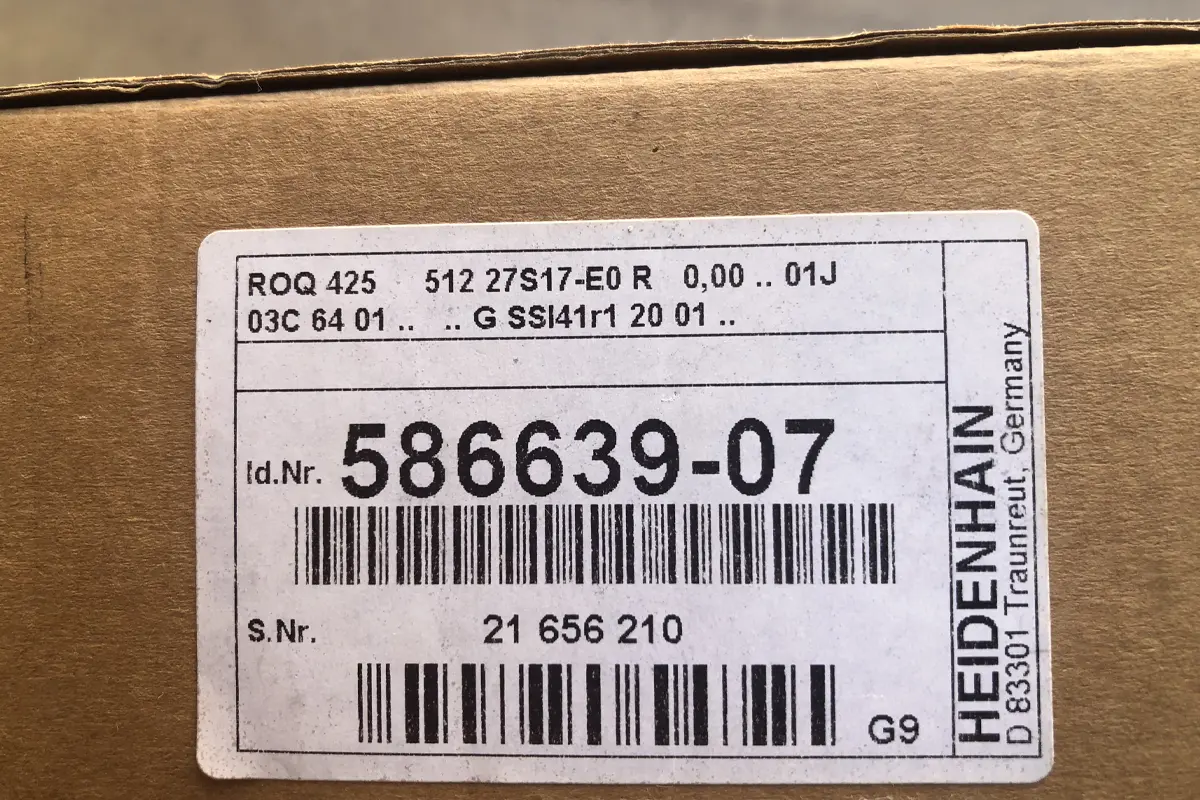 ROQ 425 512 27S17-E0 R 0,00 .. 01J
03C 64 01 .. .. G SSI41r1 20 01 ..
Id.Nr. 586639-07
S.Nr. 21 656 210
G9
HEIDENHAIN
D 83301 Traunreut, Germany